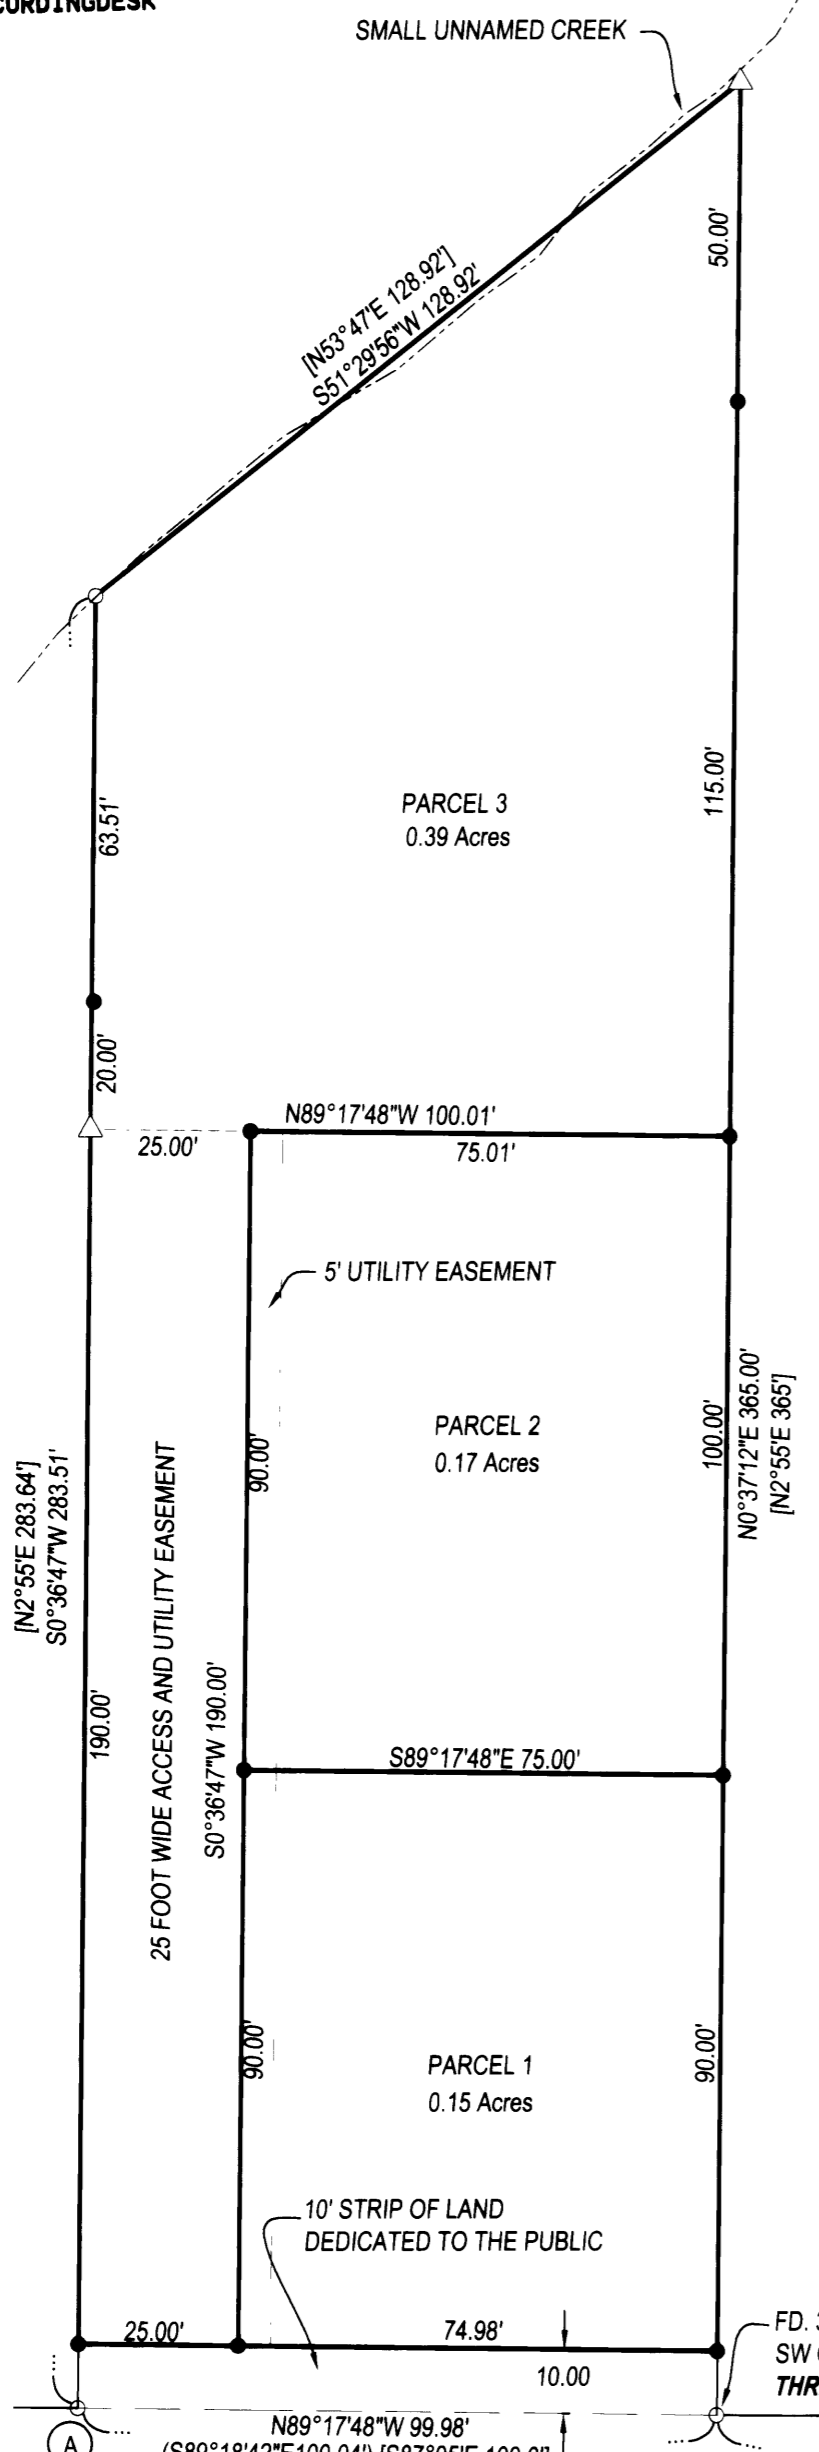 SMALL UNNAMED CREEK
50.00'
[N53°47'E 128.92']
S51°29'56"W 128.92'
63.51'
115.00'
PARCEL 3
0.39 Acres
20.00'
N89°17'48"W 100.01'
25.00'
75.01'
5' UTILITY EASEMENT
PARCEL 2
0.17 Acres
90.00'
100.00'
N0°37'12"E 365.00'
[N2°55'E 365']
[N2°55'E 283.64']
S0°36'47"W 283.51'
190.00'
25 FOOT WIDE ACCESS AND UTILITY EASEMENT
S0°36'47"W 190.00'
S89°17'48"E 75.00'
90.00'
PARCEL 1
0.15 Acres
90.00'
10' STRIP OF LAND
DEDICATED TO THE PUBLIC
25.00'
74.98'
10.00
FD.
SW
THR
N89°17'48"W 99.98'
A